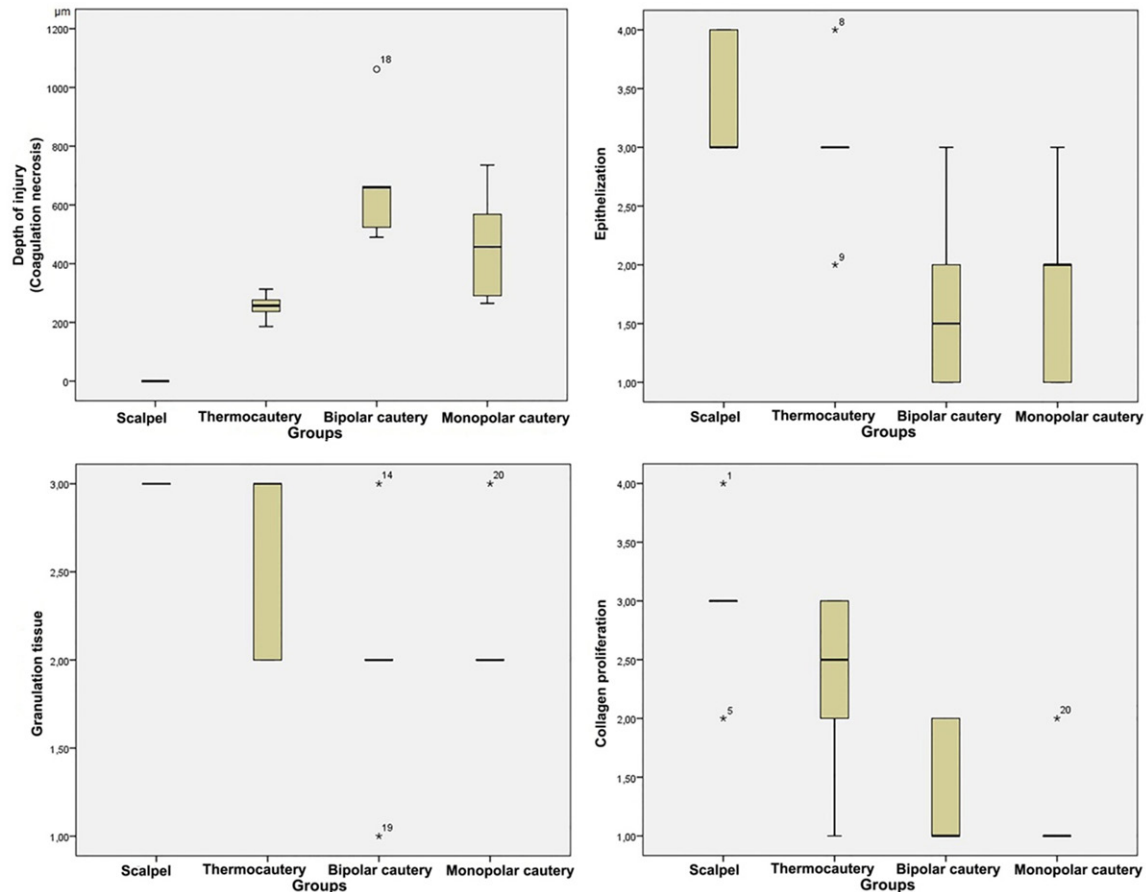 µm
1200
1000
800
600
400
200
0
Depth of injury
(Coagulation necrosis)
18
Scalpel Thermocautery Bipolar cautery Monopolar cautery
Groups
4,00
3,50
3,00
2,50
2,00
1,50
1,00
Epithelization
8
9
Scalpel Thermocautery Bipolar cautery Monopolar cautery
Groups
3,00
2,50
2,00
1,50
1,00
Granulation tissue
14
20
19
Scalpel Thermocautery Bipolar cautery Monopolar cautery
Groups
4,00
3,50
3,00
2,50
2,00
1,50
1,00
Collagen proliferation
1
5
20
Scalpel Thermocautery Bipolar cautery Monopolar cautery
Groups